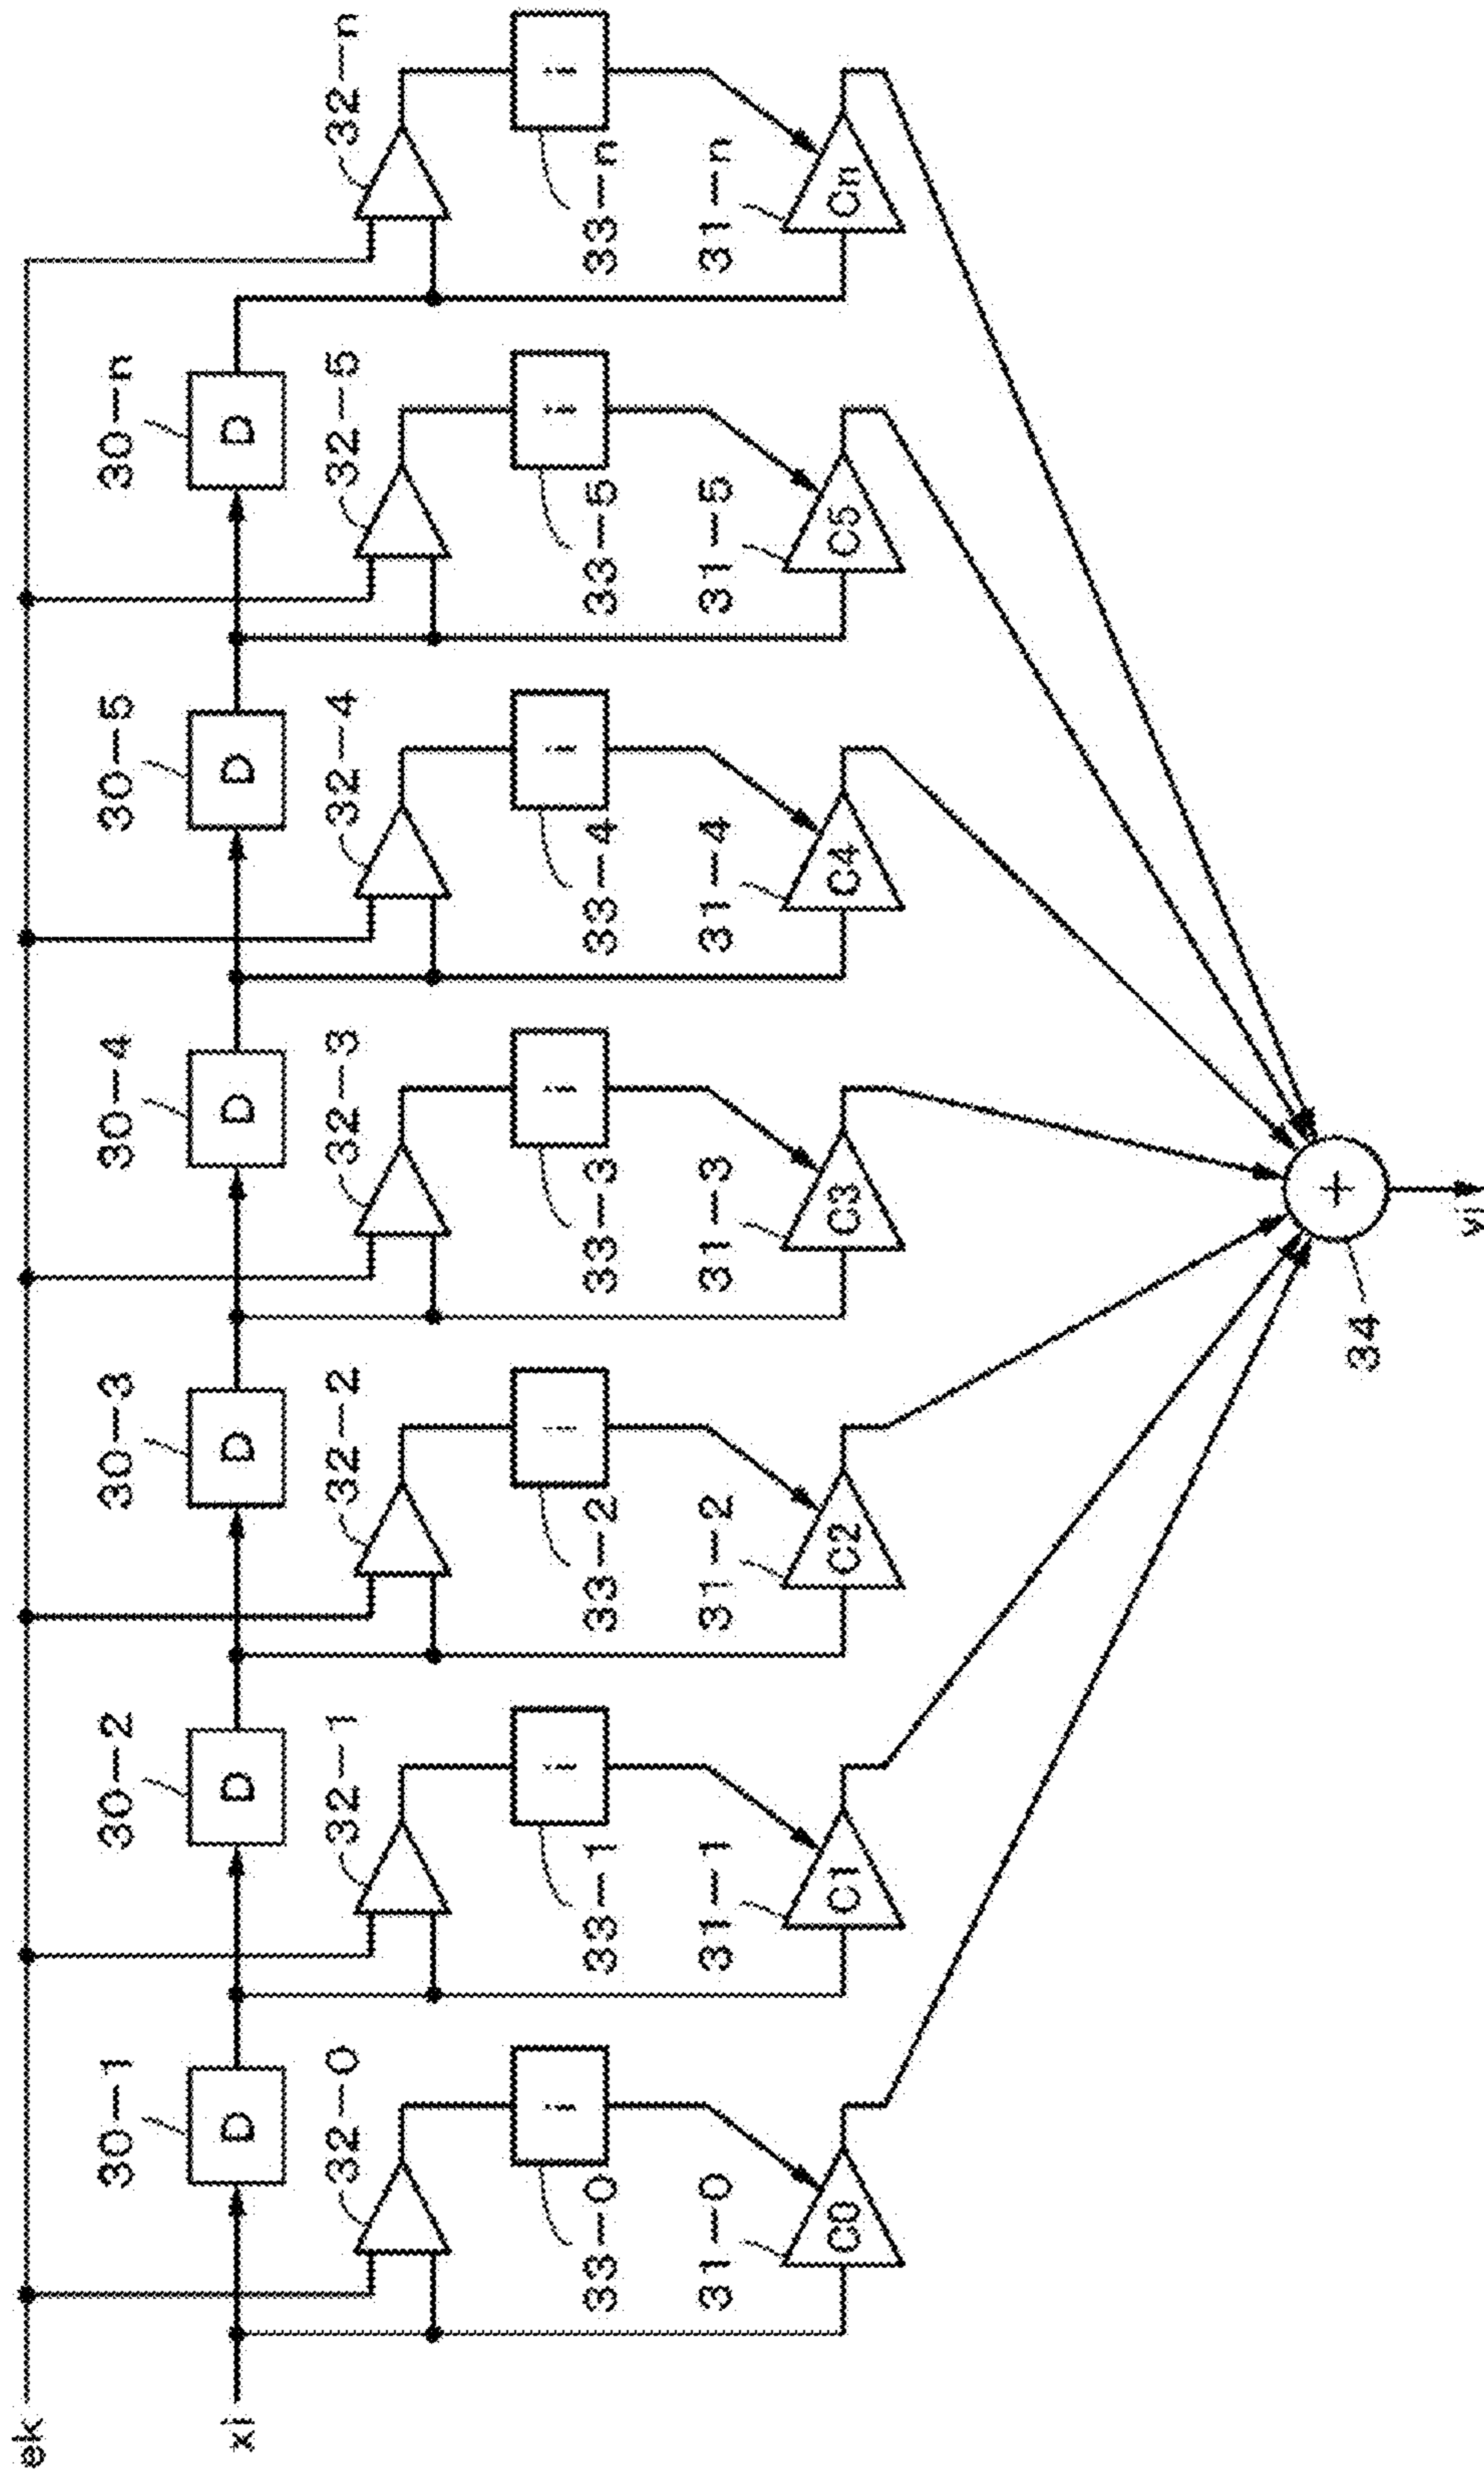 ek
xi
30-1
30-2
30-3
30-4
30-5
30-n
D
D
D
D
D
D
32-0
32-1
32-2
32-3
32-4
32-5
32-n
i
i
i
i
i
i
i
33-0
33-1
33-2
33-3
33-4
33-5
33-n
31-0
31-1
31-2
31-3
31-4
31-5
31-n
C0
C1
C2
C3
C4
C5
Cn
+
34
yi